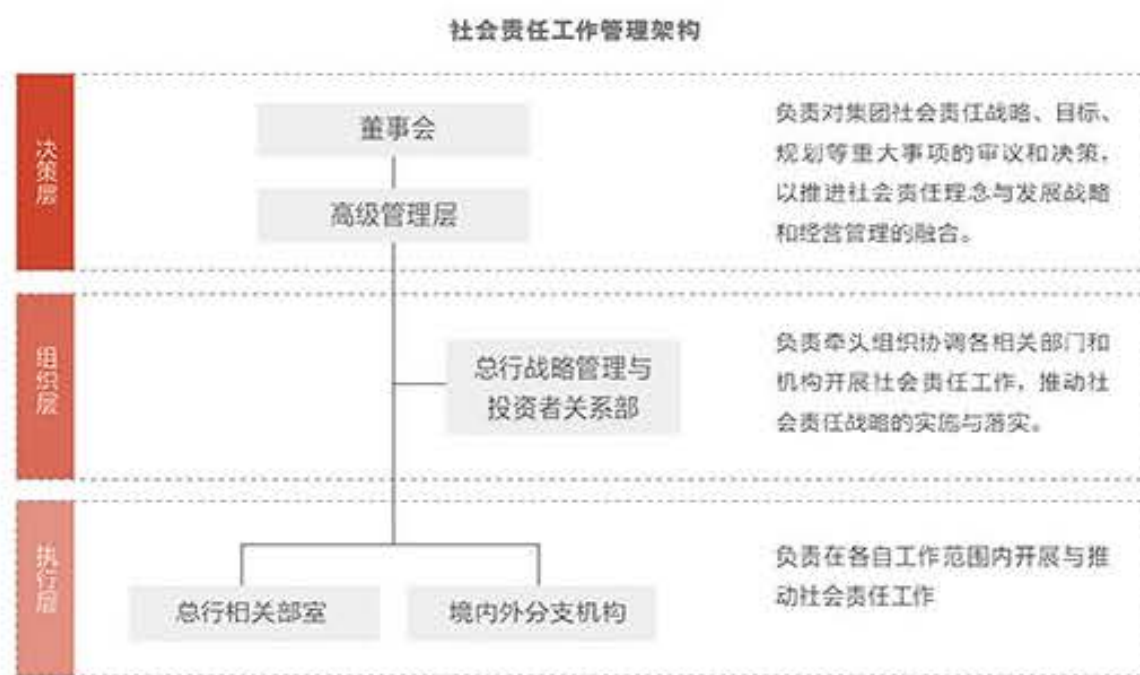 社会责任工作管理架构
决策层
董事会
高级管理层
负责对集团社会责任战略、目标、
规划等重大事项的审议和决策，
以推进社会责任理念与发展战略
和经营管理的融合。
组织层
总行战略管理与
投资者关系部
负责牵头组织协调各相关部门和
机构开展社会责任工作，推动社
会责任战略的实施与落实。
执行层
总行相关部室
境内外分支机构
负责在各自工作范围内开展与推
动社会责任工作